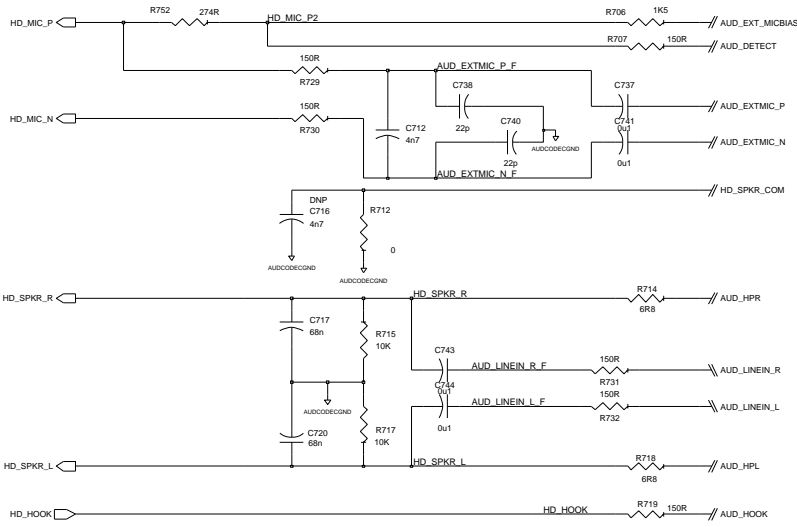 R752 274R HD_MIC_P2 R706 1K5
HD_MIC_P AUD_EXT_MICBIAS
R707 150R AUD_DETECT
150R AUD_EXTMIC_P_F
R729 C738 C737
AUD_EXTMIC_P
150R C740 C741
HD_MIC_N C712 22p 0u1
R730 4n7 AUDCODECGND AUD_EXTMIC_N
22p 0u1
AUD_EXTMIC_N_F
HD_SPKR_COM
DNP
C716 R712
4n7
0
AUDCODECGND
AUDCODECGND
R714
HD_SPKR_R HD_SPKR_R AUD_HPR
6R8
C717
68n R715
10K C743 150R
AUD_LINEIN_R_F AUD_LINEIN_R
R731
C744
0u1 150R
AUD_LINEIN_L_F AUD_LINEIN_L
AUDCODECGND R732
0u1
C720 R717
68n 10K
R718
HD_SPKR_L HD_SPKR_L AUD_HPL
6R8
R719
HD_HOOK HD_HOOK 150R AUD_HOOK